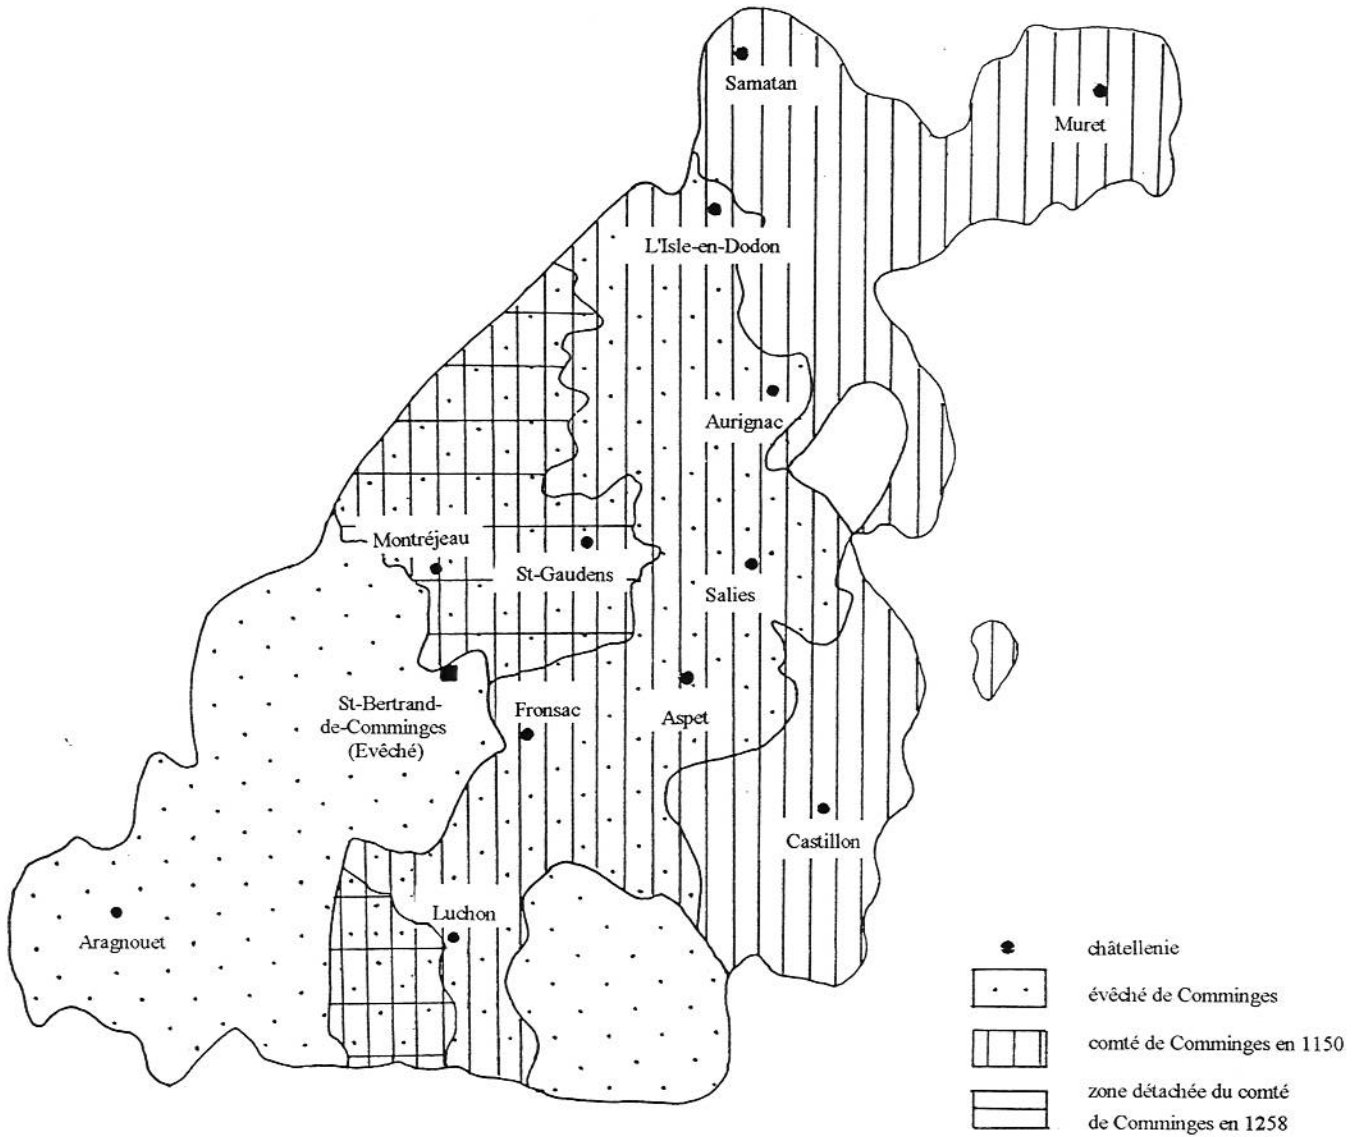 Samatan
Muret
L'Isle-en-Dodon
Aurignac
Montréjeau
St-Gaudens
Salies
St-Bertrand-
de-Comminges
(Evêché)
Fronsac
Aspet
Castillon
Luchon
Aragnouet
châtellenie
évêché de Comminges
comté de Comminges en 1150
zone détachée du comté
de Comminges en 1258